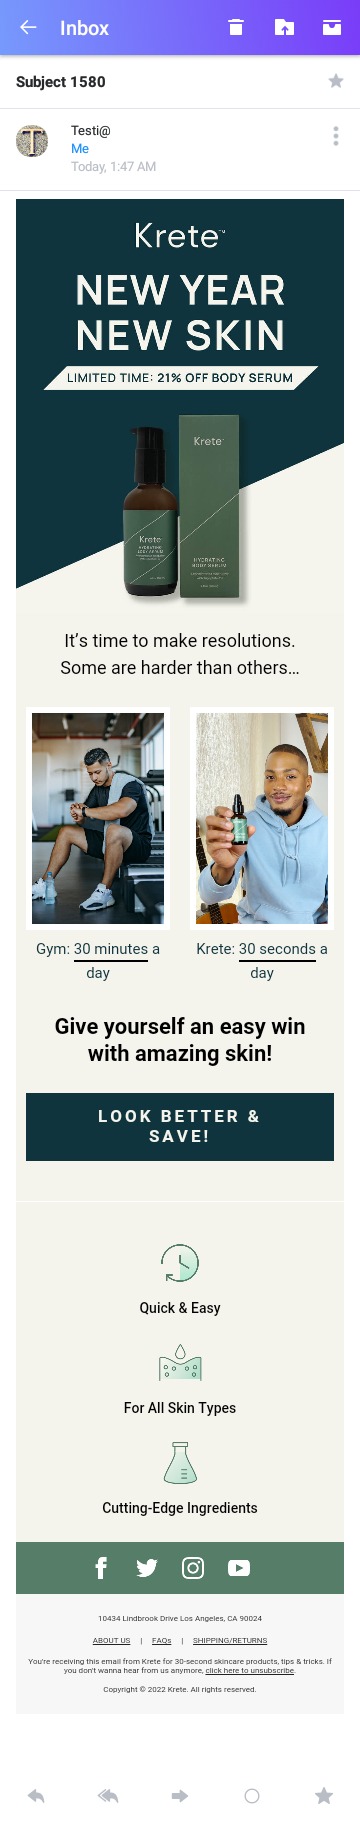 Inbox
Subject 1580
T
Testi@
Me
Today, 1:47 AM
Krete™
NEW YEAR
NEW SKIN
LIMITED TIME: 21% OFF BODY SERUM
Krete
Krete
HYDRATING
BODY SERUM
HYDRATING
BODY SERUM
It's time to make resolutions.
Some are harder than others...
Gym: 30 minutes a
day
Krete: 30 seconds a
day
Give yourself an easy win
with amazing skin!
LOOK BETTER &
SAVE!
Quick & Easy
For All Skin Types
Cutting-Edge Ingredients
10434 Lindbrook Drive Los Angeles, CA 90024
ABOUT US | FAQs | SHIPPING/RETURNS
You're receiving this email from Krete for 30-second skincare products, tips & tricks. If
you don't wanna hear from us anymore, click here to unsubscribe.
Copyright © 2022 Krete. All rights reserved.